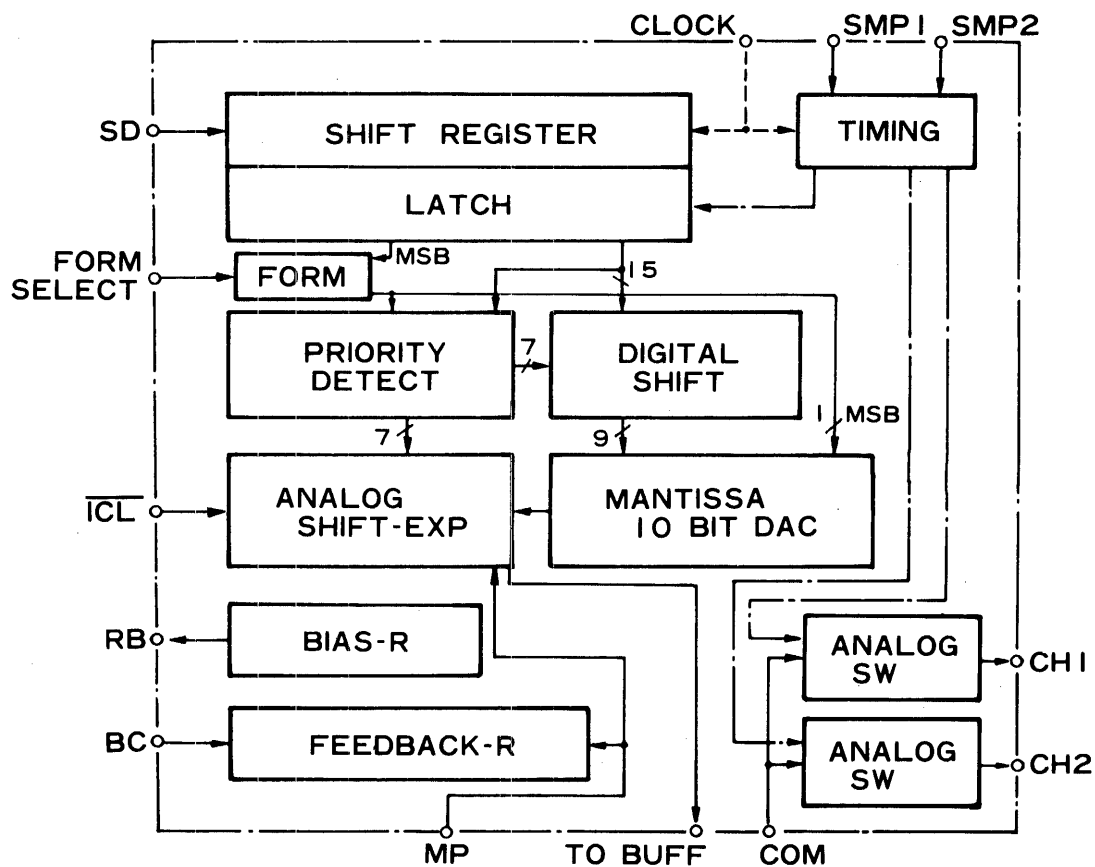 CLOCK
SMP1
SMP2
SD
SHIFT REGISTER
TIMING
LATCH
MSB
15
FORM
SELECT
FORM
PRIORITY
DETECT
7
DIGITAL
SHIFT
7
9
1
MSB
ICL
ANALOG
SHIFT-EXP
MANTISSA
10 BIT DAC
RB
BIAS-R
ANALOG
SW
CH1
BC
FEEDBACK-R
ANALOG
SW
CH2
MP
TO BUFF
COM